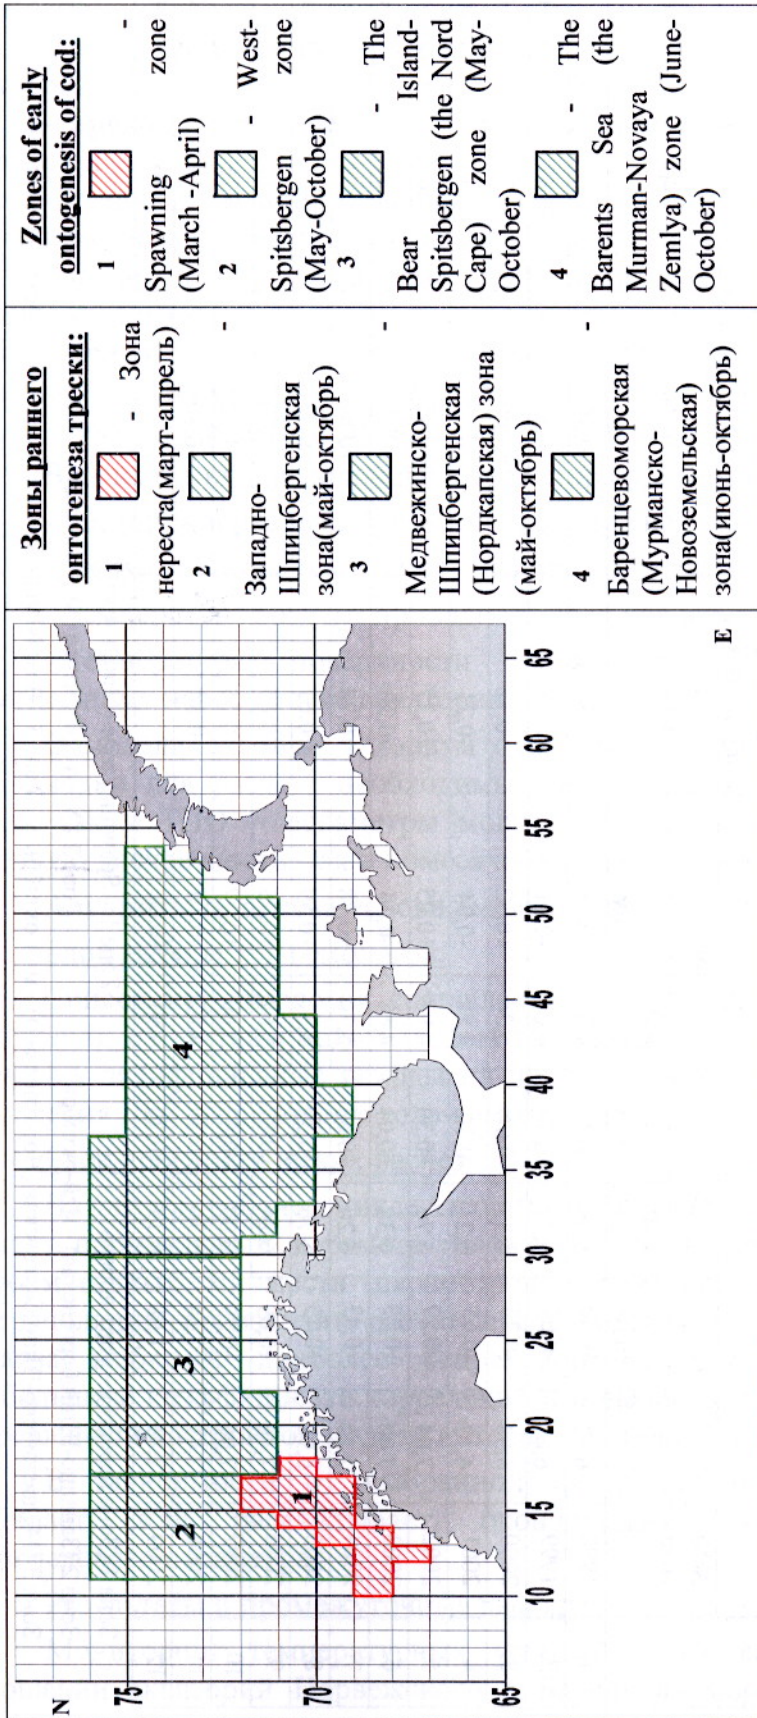 N
75
70
65
10
15
20
25
30
35
40
45
50
55
60
65
E
1
2
3
4
Зоны раннего
онтогенеза трески:
1 - Зона
нереста(март-апрель)
2 -
Западно-
Шпицбергенская
зона(май-октябрь)
3 -
Медвежинско-
Шпицбергенская
(Нордкапская) зона
(май-октябрь)
4 -
Баренцевоморская
(Мурманско-
Новоземельская)
зона(июнь-октябрь)
Zones of early
ontogenesis of cod:
1 -
Spawning zone
(March -April)
2 - West-
Spitsbergen zone
(May-October)
3 - The
Bear Island-
Spitsbergen (the Nord
Cape) zone (May-
October)
4 - The
Barents Sea (the
Murman-Novaya
Zemlya) zone (June-
October)